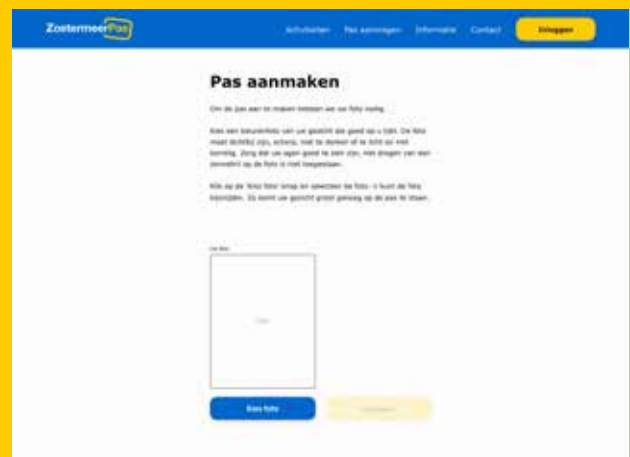 ZoetermeerPas
Activiteiten Pas aanvragen Informatie Contact Inloggen
Pas aanmaken
Om de pas aan te maken hebben we uw foto nodig.
Kies een kleurenfoto van uw gezicht die goed op u lijkt. De foto
moet dichtbij zijn, scherp, niet te donker of te licht en niet
korrelig. Zorg dat uw ogen goed te zien zijn, het dragen van een
zonnebril op de foto is niet toegestaan.
Klik op de 'kies foto' knop en selecteer de foto. U kunt de foto
bijsnijden. Zo komt uw gezicht groot genoeg op de pas te staan.
Uw foto
Kies foto